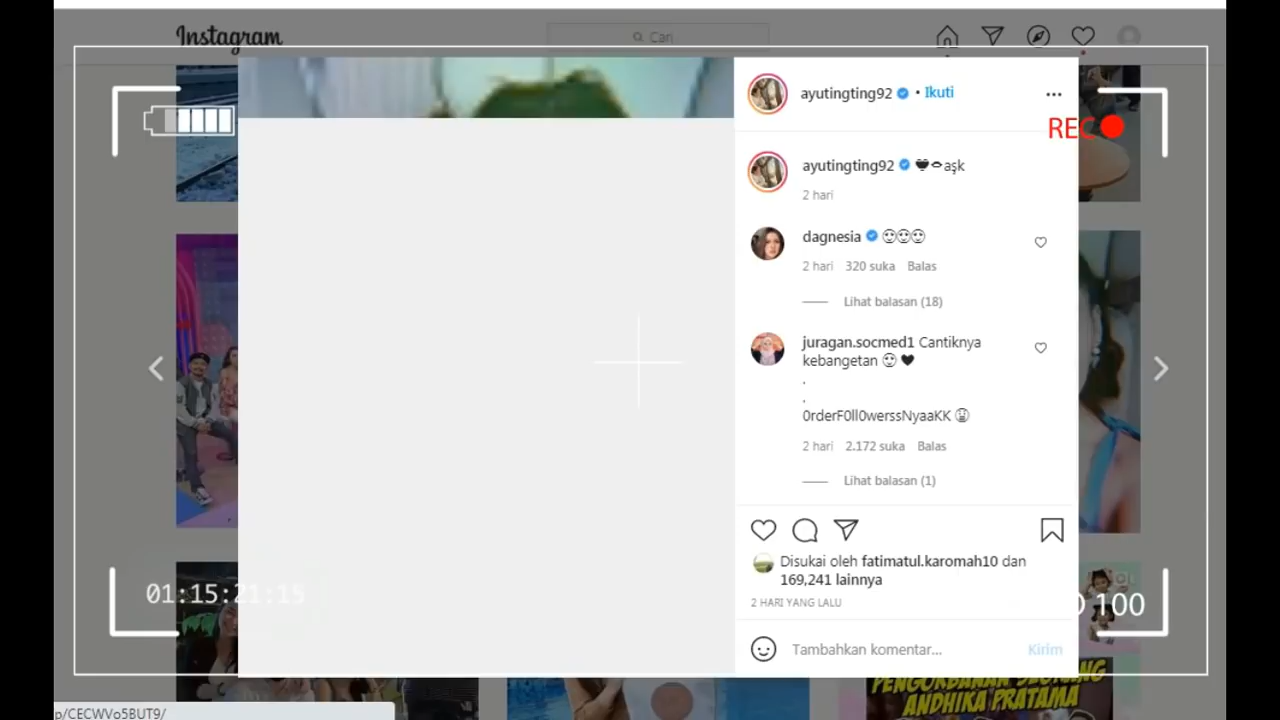 Instagram
Cari
ayutingting92 • Ikuti
REC
ayutingting92 aşk
2 hari
dagnesia
2 hari 320 suka Balas
Lihat balasan (18)
juragan.socmed1 Cantiknya
kebangetan
.
.
0rderF0ll0werssNyaaKK
2 hari 2.172 suka Balas
Lihat balasan (1)
Disukai oleh fatimatul.karomah10 dan
169,241 lainnya
2 HARI YANG LALU
01:15:21:15
100
Tambahkan komentar... Kirim
ANDHIKA PRATAMA
p/CECWVo5BUT9/